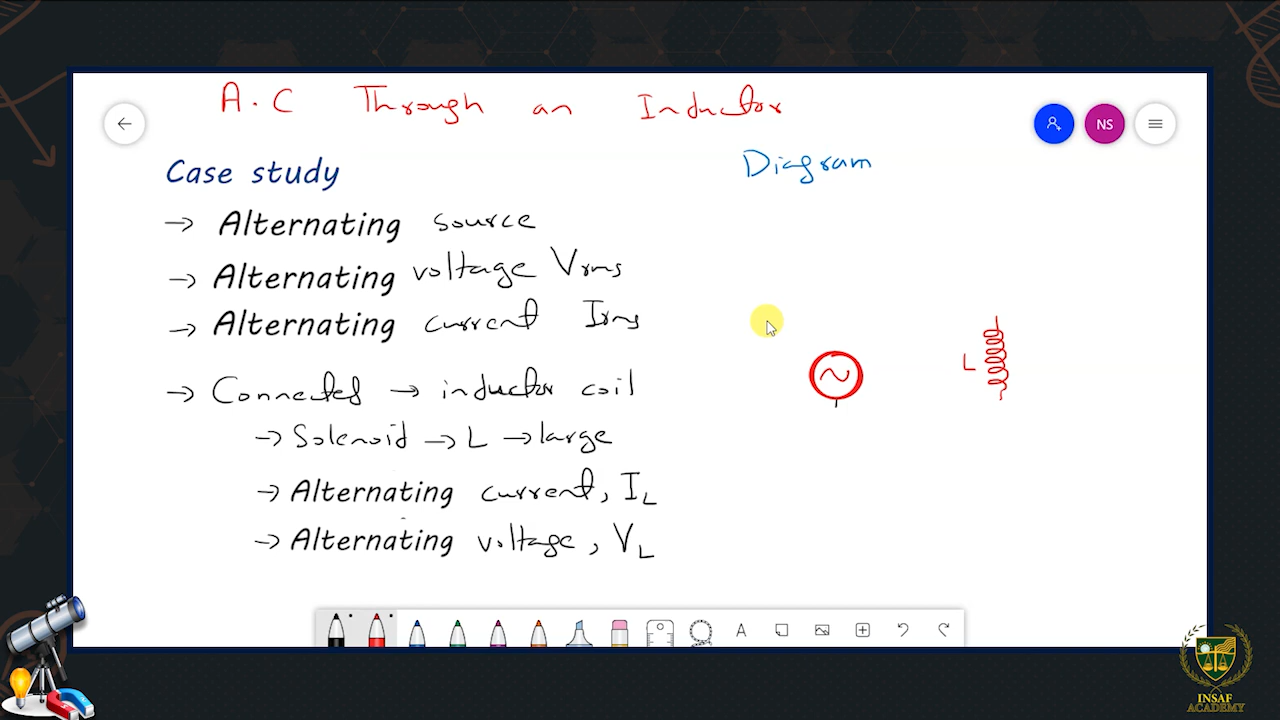 A.C Through an Inductor
NS
Case study
Diagram
→ Alternating source
→ Alternating voltage Vrms
→ Alternating current Irms
→ Connected → inductor coil
→ Solenoid → L → large
→ Alternating current, IL
→ Alternating voltage, VL
L
A
INSAF
ACADEMY